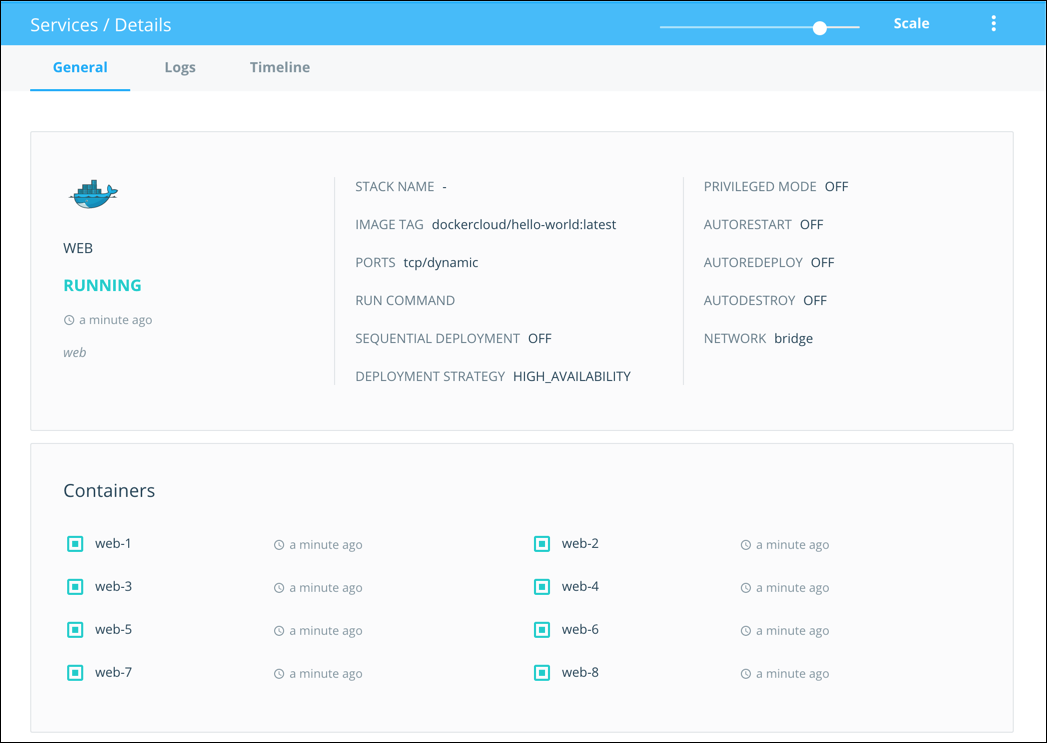 Services / Details
Scale
General
Logs
Timeline
WEB
RUNNING
a minute ago
web
STACK NAME -
IMAGE TAG dockercloud/hello-world:latest
PORTS tcp/dynamic
RUN COMMAND
SEQUENTIAL DEPLOYMENT OFF
DEPLOYMENT STRATEGY HIGH_AVAILABILITY
PRIVILEGED MODE OFF
AUTORESTART OFF
AUTOREDEPLOY OFF
AUTODESTROY OFF
NETWORK bridge
Containers
web-1 a minute ago
web-2 a minute ago
web-3 a minute ago
web-4 a minute ago
web-5 a minute ago
web-6 a minute ago
web-7 a minute ago
web-8 a minute ago